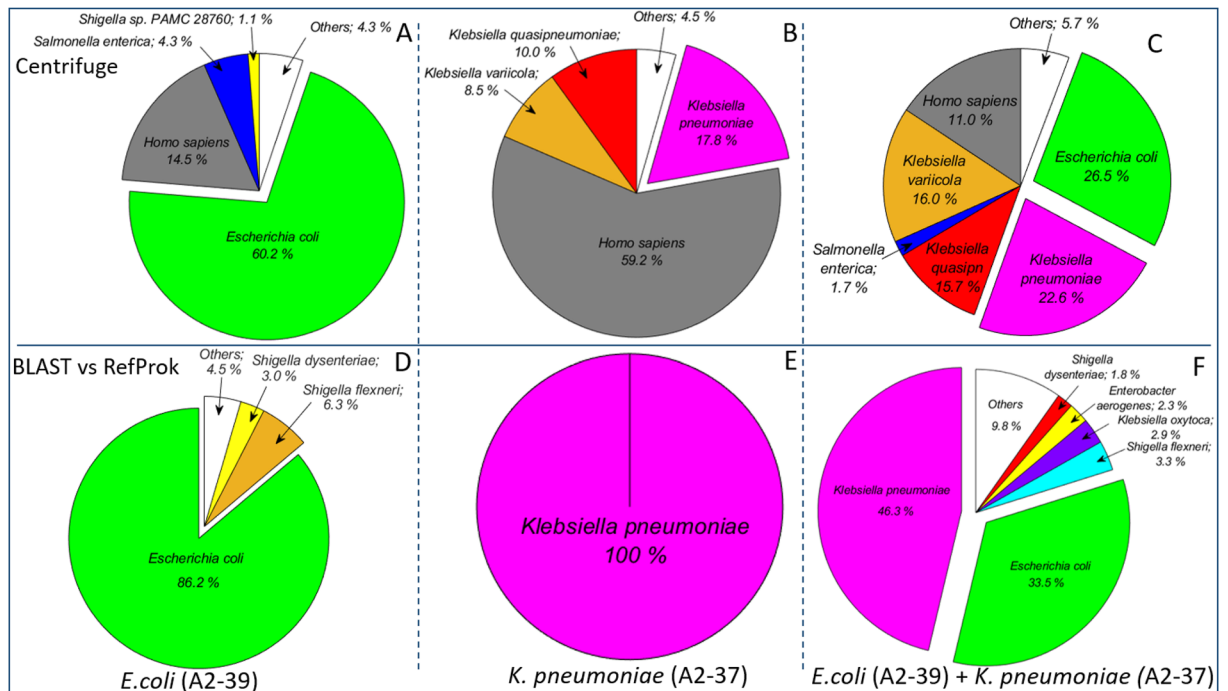 Centrifuge
A
Shigella sp. PAMC 28760; 1.1 %
Salmonella enterica; 4.3 %
Others; 4.3 %
Homo sapiens
14.5 %
Escherichia coli
60.2 %
B
Others; 4.5 %
Klebsiella quasipneumoniae;
10.0 %
Klebsiella variicola;
8.5 %
Klebsiella
pneumoniae
17.8 %
Homo sapiens
59.2 %
C
Others; 5.7 %
Homo sapiens
11.0 %
Escherichia coli
26.5 %
Klebsiella
variicola
16.0 %
Salmonella
enterica;
1.7 %
Klebsiella
quasipn
15.7 %
Klebsiella
pneumoniae
22.6 %
BLAST vs RefProk
D
Others;
4.5 %
Shigella dysenteriae;
3.0 %
Shigella flexneri;
6.3 %
Escherichia coli
86.2 %
E.coli (A2-39)
E
Klebsiella pneumoniae
100 %
K. pneumoniae (A2-37)
F
Shigella
dysenteriae; 1.8 %
Enterobacter
aerogenes; 2.3 %
Klebsiella oxytoca;
2.9 %
Shigella flexneri;
3.3 %
Others
9.8 %
Klebsiella pneumoniae
46.3 %
Escherichia coli
33.5 %
E.coli (A2-39) + K. pneumoniae (A2-37)